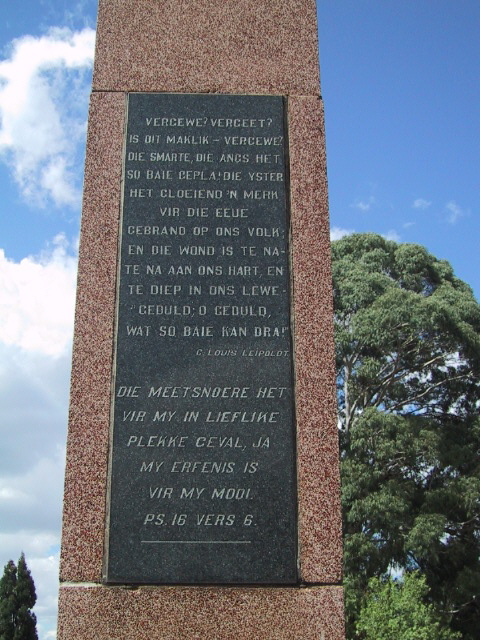 VERGEWE? VERGEET?
IS DIT MAKLIK – VERGEWE?
DIE SMARTE, DIE ANGS HET
SO BAIE GEPLA! DIE YSTER
HET GLOEIEND 'N MERK
VIR DIE EEUE
GEBRAND OP ONS VOLK;
EN DIE WOND IS TE NA-
TE NA AAN ONS HART, EN
TE DIEP IN ONS LEWE-
"GEDULD; O GEDULD,
WAT SO BAIE KAN DRA!"
C. LOUIS LEIPOLDT.
DIE MEETSNOERE HET
VIR MY IN LIEFLIKE
PLEKKE GEVAL, JA
MY ERFENIS IS
VIR MY MOOI.
PS. 16 VERS 6.